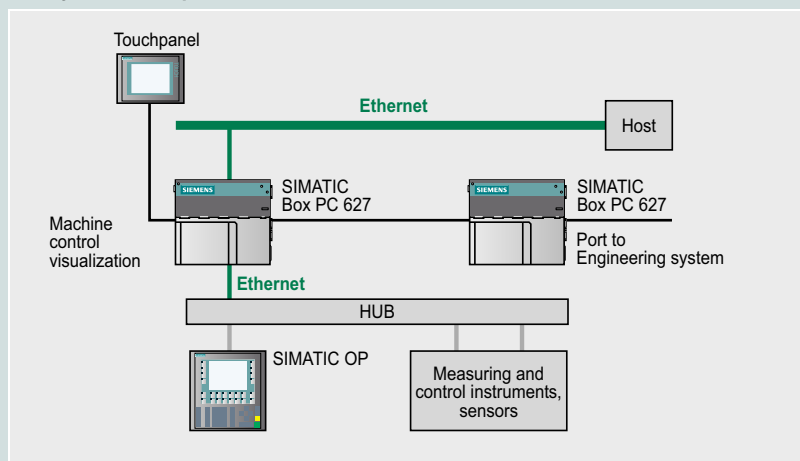 Touchpanel
Ethernet
Host
SIEMENS
SIMATIC
Box PC 627
SIEMENS
SIMATIC
Box PC 627
Machine
control
visualization
Port to
Engineering system
Ethernet
HUB
SIMATIC OP
Measuring and
control instruments,
sensors